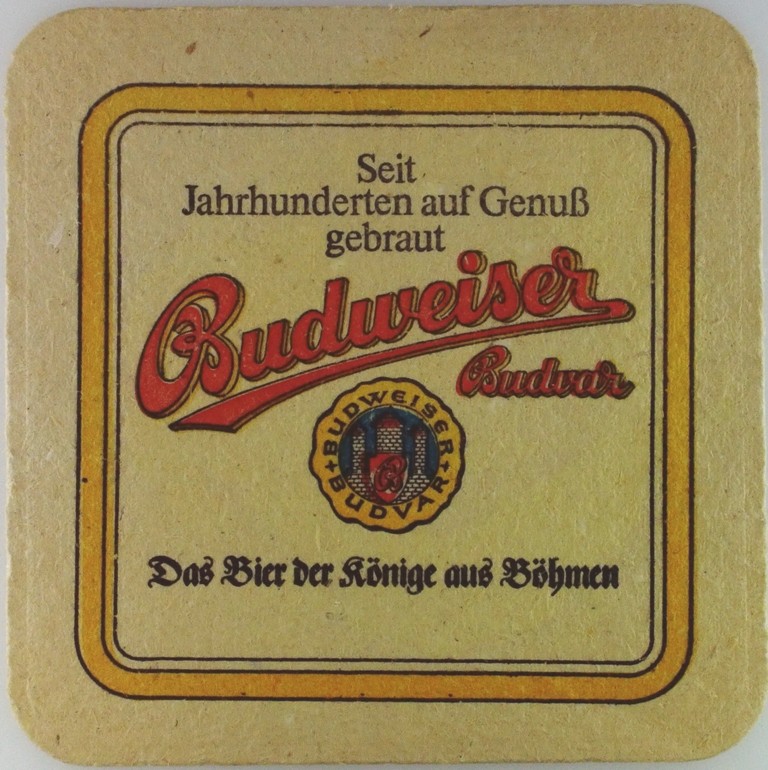 Seit
Jahrhunderten auf Genuß
gebraut
Budweiser
Budvar
BUDWEISER
BUDVAR
B
Das Bier der Könige aus Böhmen